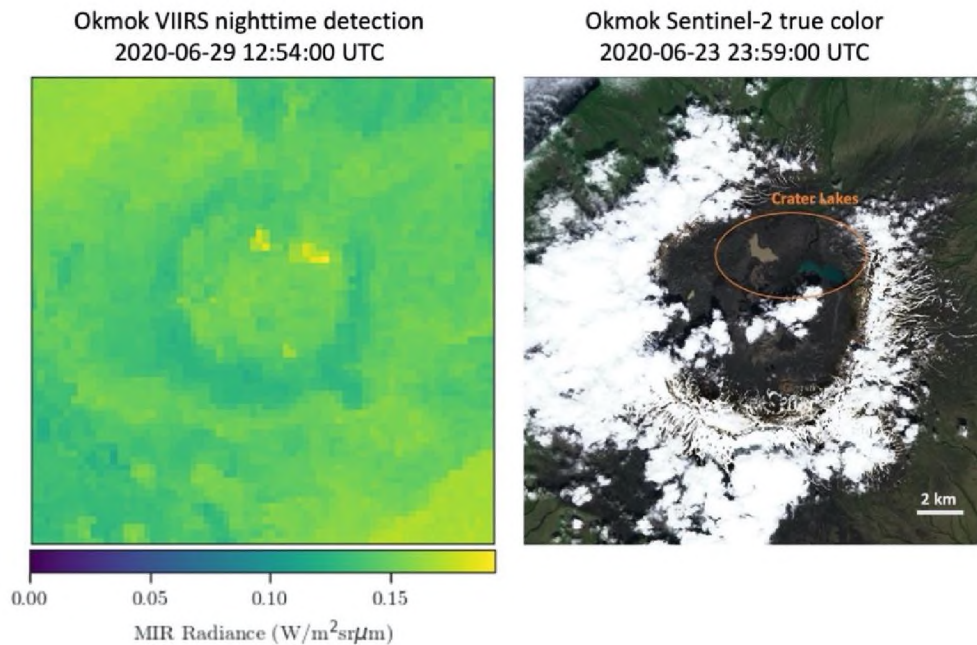 Okmok VIIRS nighttime detection
2020-06-29 12:54:00 UTC
Okmok Sentinel-2 true color
2020-06-23 23:59:00 UTC
Crater Lakes
2 km
0.00 0.05 0.10 0.15
MIR Radiance (W/m²srμm)